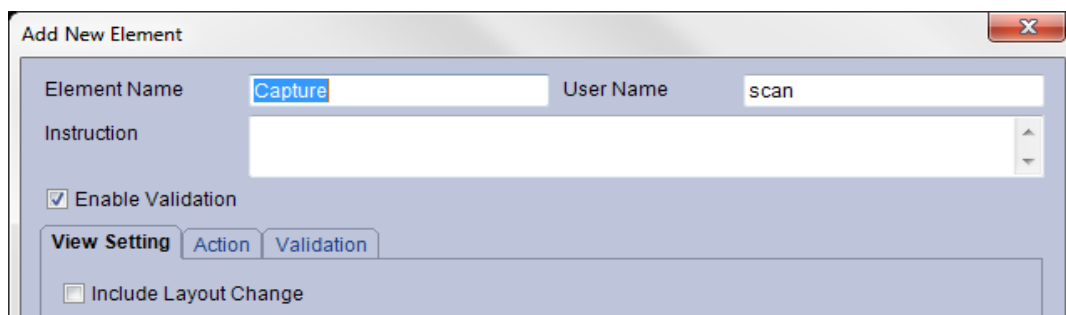 Add New Element
Element Name Capture User Name scan
Instruction
Enable Validation
View Setting Action Validation
Include Layout Change